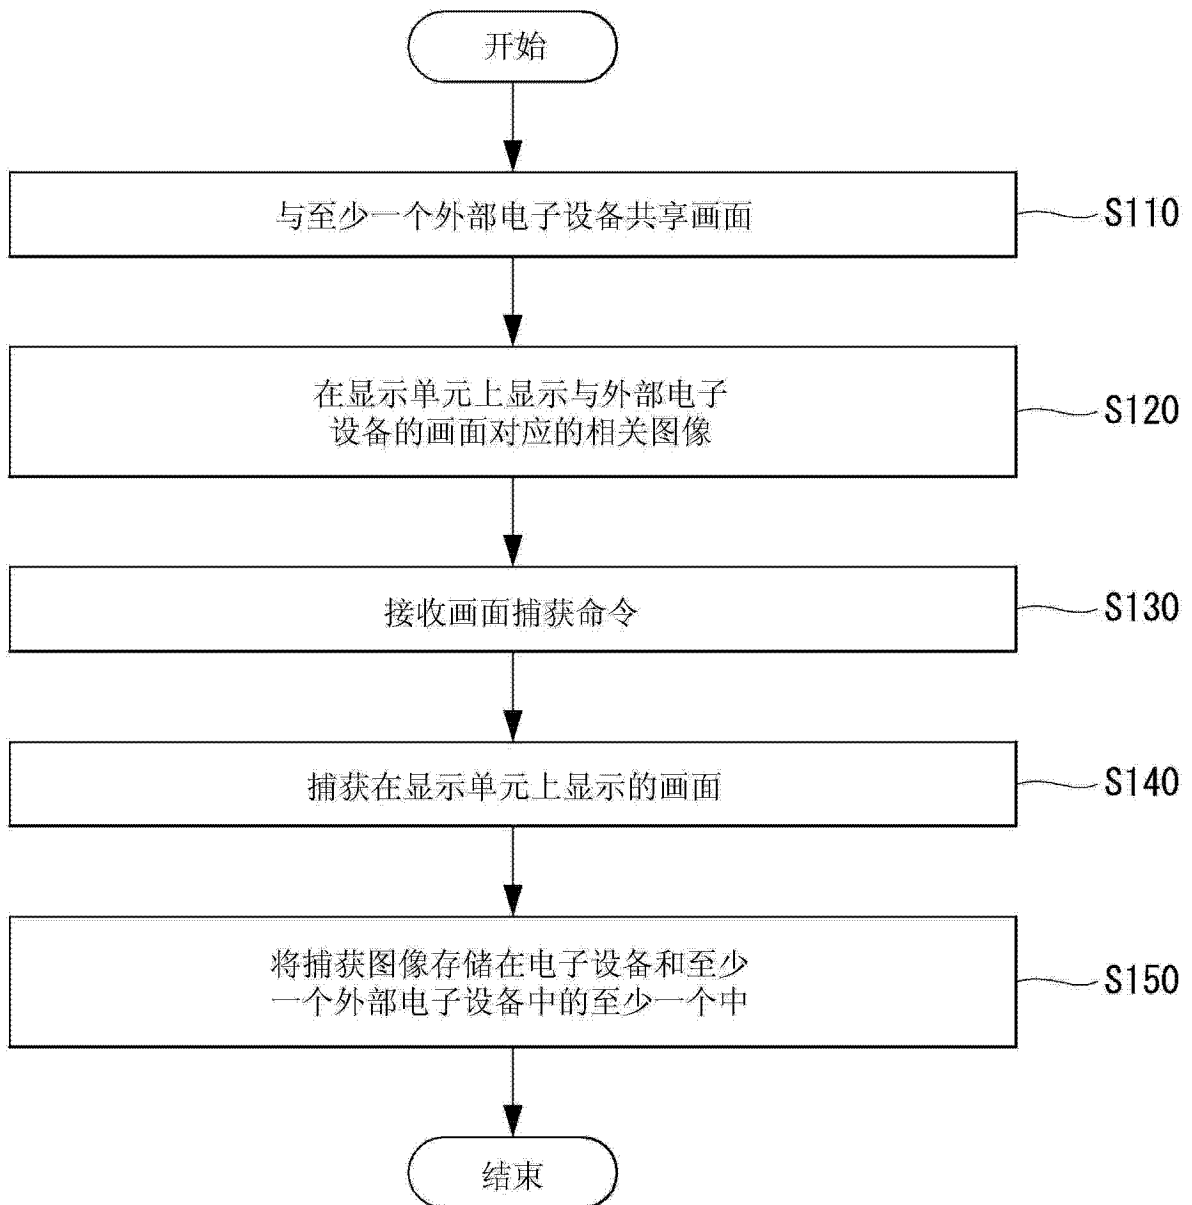 开始
与至少一个外部电子设备共享画面
S110
在显示单元上显示与外部电子
设备的画面对应的相关图像
S120
接收画面捕获命令
S130
捕获在显示单元上显示的画面
S140
将捕获图像存储在电子设备和至少
一个外部电子设备中的至少一个中
S150
结束